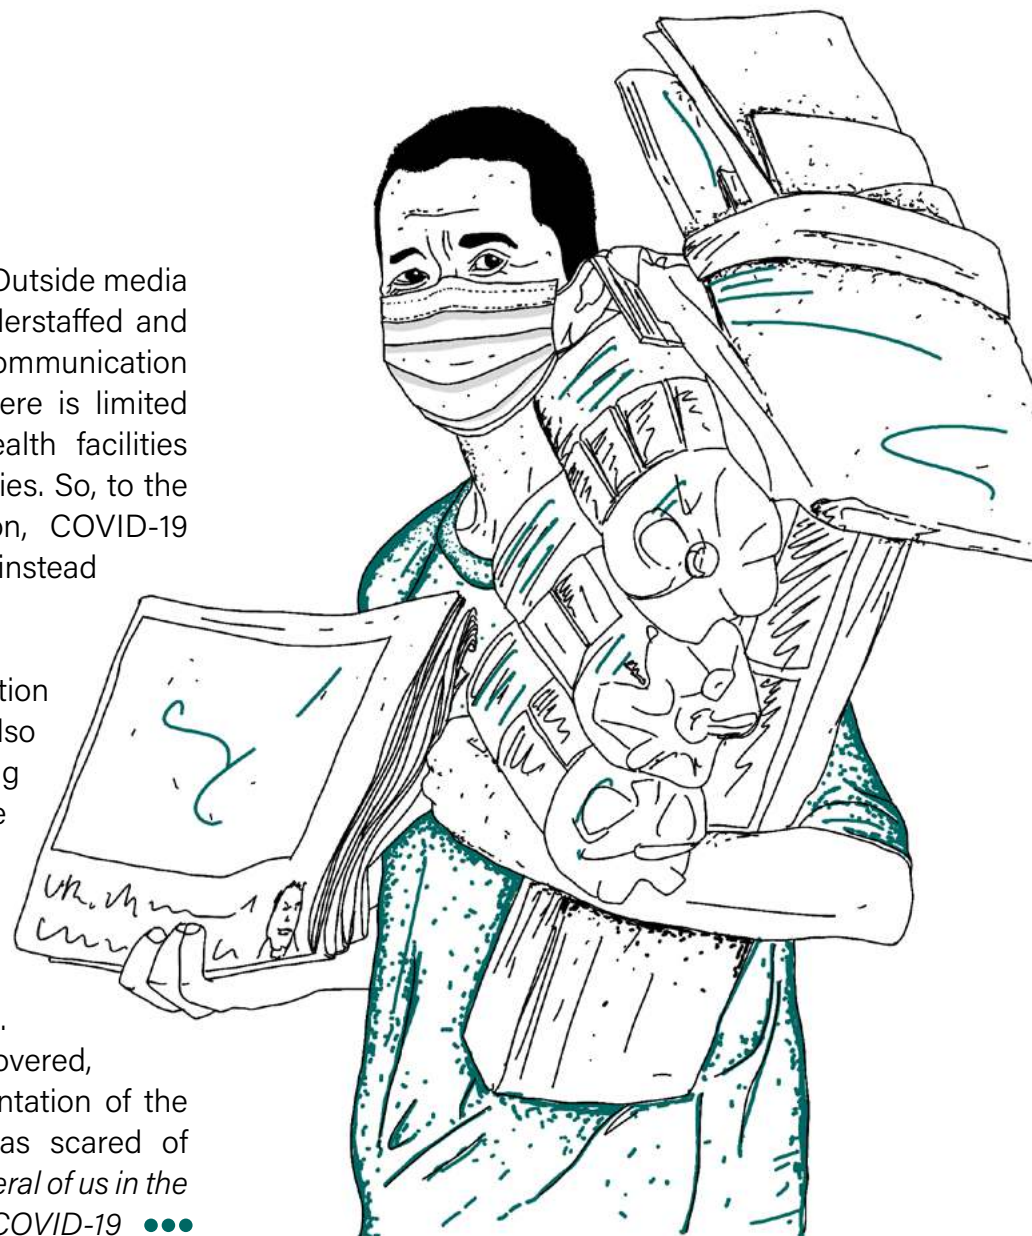 Outside media
derstaffed and
ommunication
ere is limited
ealth facilities
ies. So, to the
on, COVID-19
instead
tion
lso
g
e
.
overed,
ntation of the
as scared of
eral of us in the
COVID-19 •••